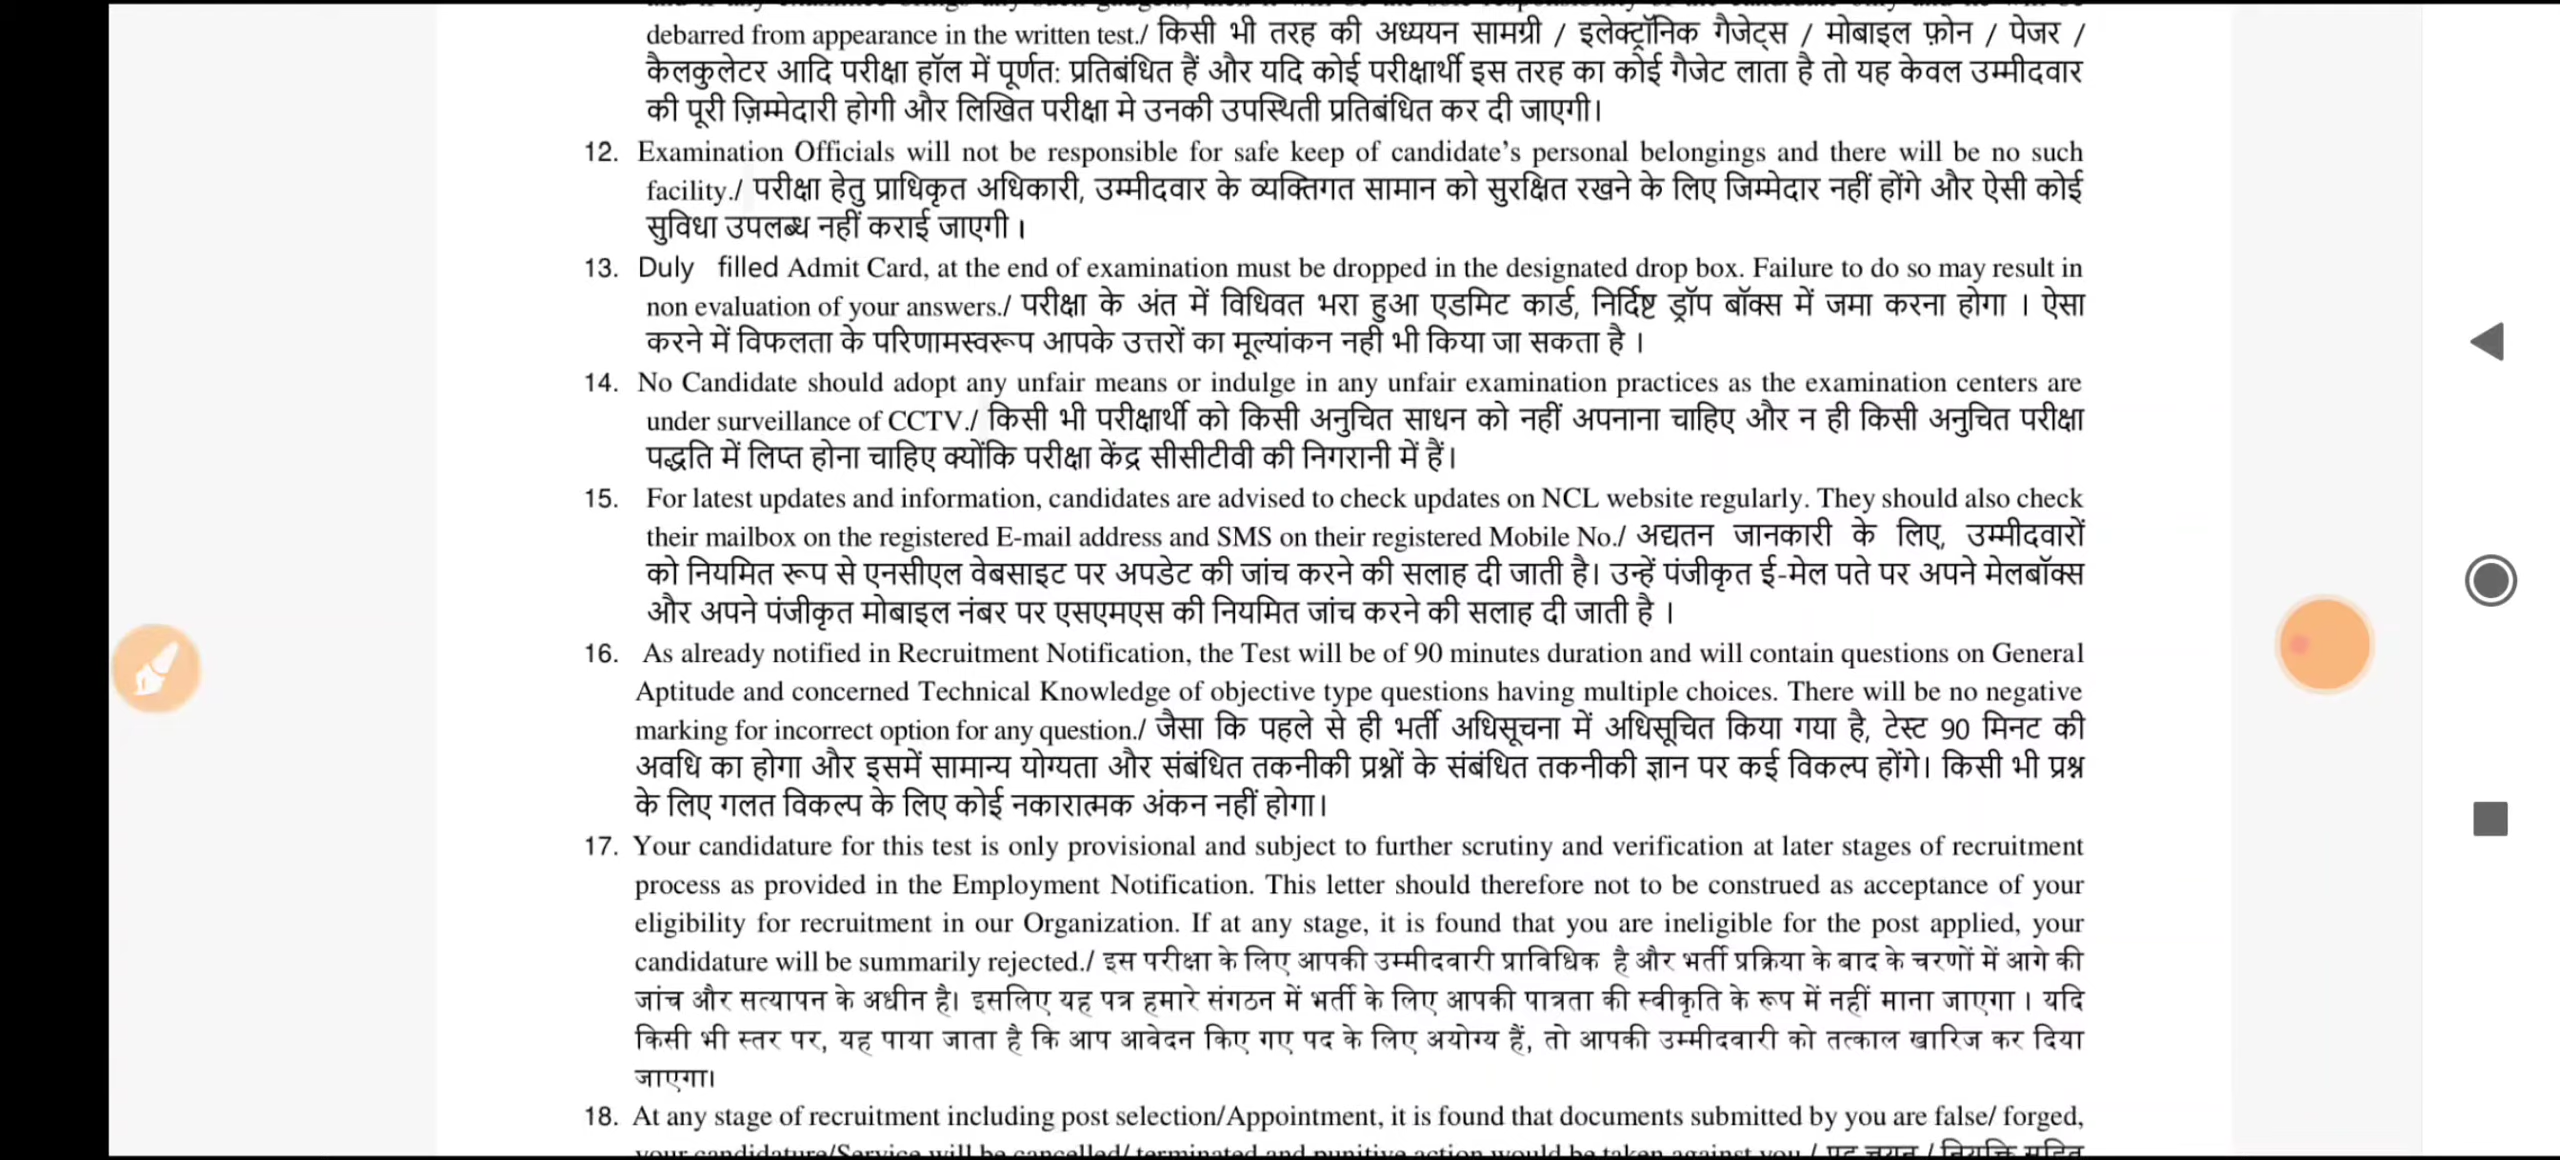 debarred from appearance in the written test./ किसी भी तरह की अध्ययन सामग्री / इलेक्ट्रॉनिक गैजेट्स / मोबाइल फ़ोन / पेजर /
कैलकुलेटर आदि परीक्षा हॉल में पूर्णत: प्रतिबंधित हैं और यदि कोई परीक्षार्थी इस तरह का कोई गैजेट लाता है तो यह केवल उम्मीदवार
की पूरी ज़िम्मेदारी होगी और लिखित परीक्षा मे उनकी उपस्थिती प्रतिबंधित कर दी जाएगी।
12. Examination Officials will not be responsible for safe keep of candidate’s personal belongings and there will be no such
facility./ परीक्षा हेतु प्राधिकृत अधिकारी, उम्मीदवार के व्यक्तिगत सामान को सुरक्षित रखने के लिए जिम्मेदार नहीं होंगे और ऐसी कोई
सुविधा उपलब्ध नहीं कराई जाएगी ।
13. Duly filled Admit Card, at the end of examination must be dropped in the designated drop box. Failure to do so may result in
non evaluation of your answers./ परीक्षा के अंत में विधिवत भरा हुआ एडमिट कार्ड, निर्दिष्ट ड्रॉप बॉक्स में जमा करना होगा । ऐसा
करने में विफलता के परिणामस्वरूप आपके उत्तरों का मूल्यांकन नही भी किया जा सकता है ।
14. No Candidate should adopt any unfair means or indulge in any unfair examination practices as the examination centers are
under surveillance of CCTV./ किसी भी परीक्षार्थी को किसी अनुचित साधन को नहीं अपनाना चाहिए और न ही किसी अनुचित परीक्षा
पद्धति में लिप्त होना चाहिए क्योंकि परीक्षा केंद्र सीसीटीवी की निगरानी में हैं।
15. For latest updates and information, candidates are advised to check updates on NCL website regularly. They should also check
their mailbox on the registered E-mail address and SMS on their registered Mobile No./ अद्यतन जानकारी के लिए, उम्मीदवारों
को नियमित रूप से एनसीएल वेबसाइट पर अपडेट की जांच करने की सलाह दी जाती है। उन्हें पंजीकृत ई-मेल पते पर अपने मेलबॉक्स
और अपने पंजीकृत मोबाइल नंबर पर एसएमएस की नियमित जांच करने की सलाह दी जाती है ।
16. As already notified in Recruitment Notification, the Test will be of 90 minutes duration and will contain questions on General
Aptitude and concerned Technical Knowledge of objective type questions having multiple choices. There will be no negative
marking for incorrect option for any question./ जैसा कि पहले से ही भर्ती अधिसूचना में अधिसूचित किया गया है, टेस्ट 90 मिनट की
अवधि का होगा और इसमें सामान्य योग्यता और संबंधित तकनीकी प्रश्नों के संबंधित तकनीकी ज्ञान पर कई विकल्प होंगे। किसी भी प्रश्न
के लिए गलत विकल्प के लिए कोई नकारात्मक अंकन नहीं होगा।
17. Your candidature for this test is only provisional and subject to further scrutiny and verification at later stages of recruitment
process as provided in the Employment Notification. This letter should therefore not to be construed as acceptance of your
eligibility for recruitment in our Organization. If at any stage, it is found that you are ineligible for the post applied, your
candidature will be summarily rejected./ इस परीक्षा के लिए आपकी उम्मीदवारी प्राविधिक है और भर्ती प्रक्रिया के बाद के चरणों में आगे की
जांच और सत्यापन के अधीन है। इसलिए यह पत्र हमारे संगठन में भर्ती के लिए आपकी पात्रता की स्वीकृति के रूप में नहीं माना जाएगा । यदि
किसी भी स्तर पर, यह पाया जाता है कि आप आवेदन किए गए पद के लिए अयोग्य हैं, तो आपकी उम्मीदवारी को तत्काल खारिज कर दिया
जाएगा।
18. At any stage of recruitment including post selection/Appointment, it is found that documents submitted by you are false/ forged,
your candidature/Service will be cancelled/ terminated and punitive action would be taken against you./